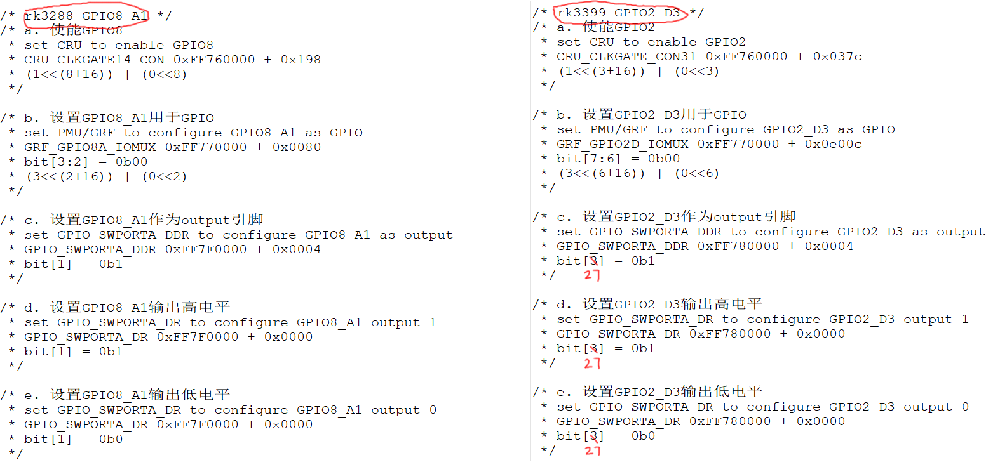 /* rk3288 GPIO8_A1 */
/* a. 使能GPIO8
 * set CRU to enable GPIO8
 * CRU_CLKGATE14_CON 0xFF760000 + 0x198
 * (1<<(8+16)) | (0<<8)
 */
/* b. 设置GPIO8_A1用于GPIO
 * set PMU/GRF to configure GPIO8_A1 as GPIO
 * GRF_GPIO8A_IOMUX 0xFF770000 + 0x0080
 * bit[3:2] = 0b00
 * (3<<(2+16)) | (0<<2)
 */
/* c. 设置GPIO8_A1作为output引脚
 * set GPIO_SWPORTA_DDR to configure GPIO8_A1 as output
 * GPIO_SWPORTA_DDR 0xFF7F0000 + 0x0004
 * bit[1] = 0b1
 */
/* d. 设置GPIO8_A1输出高电平
 * set GPIO_SWPORTA_DR to configure GPIO8_A1 output 1
 * GPIO_SWPORTA_DR 0xFF7F0000 + 0x0000
 * bit[1] = 0b1
 */
/* e. 设置GPIO8_A1输出低电平
 * set GPIO_SWPORTA_DR to configure GPIO8_A1 output 0
 * GPIO_SWPORTA_DR 0xFF7F0000 + 0x0000
 * bit[1] = 0b0
 */
/* rk3399 GPIO2_D3 */
/* a. 使能GPIO2
 * set CRU to enable GPIO2
 * CRU_CLKGATE_CON31 0xFF760000 + 0x037c
 * (1<<(3+16)) | (0<<3)
 */
/* b. 设置GPIO2_D3用于GPIO
 * set PMU/GRF to configure GPIO2_D3 as GPIO
 * GRF_GPIO2D_IOMUX 0xFF770000 + 0x0e00c
 * bit[7:6] = 0b00
 * (3<<(6+16)) | (0<<6)
 */
/* c. 设置GPIO2_D3作为output引脚
 * set GPIO_SWPORTA_DDR to configure GPIO2_D3 as output
 * GPIO_SWPORTA_DDR 0xFF780000 + 0x0004
 * bit[3] = 0b1
 */ 27
/* d. 设置GPIO2_D3输出高电平
 * set GPIO_SWPORTA_DR to configure GPIO2_D3 output 1
 * GPIO_SWPORTA_DR 0xFF780000 + 0x0000
 * bit[3] = 0b1
 */ 27
/* e. 设置GPIO2_D3输出低电平
 * set GPIO_SWPORTA_DR to configure GPIO2_D3 output 0
 * GPIO_SWPORTA_DR 0xFF780000 + 0x0000
 * bit[3] = 0b0
 */ 27